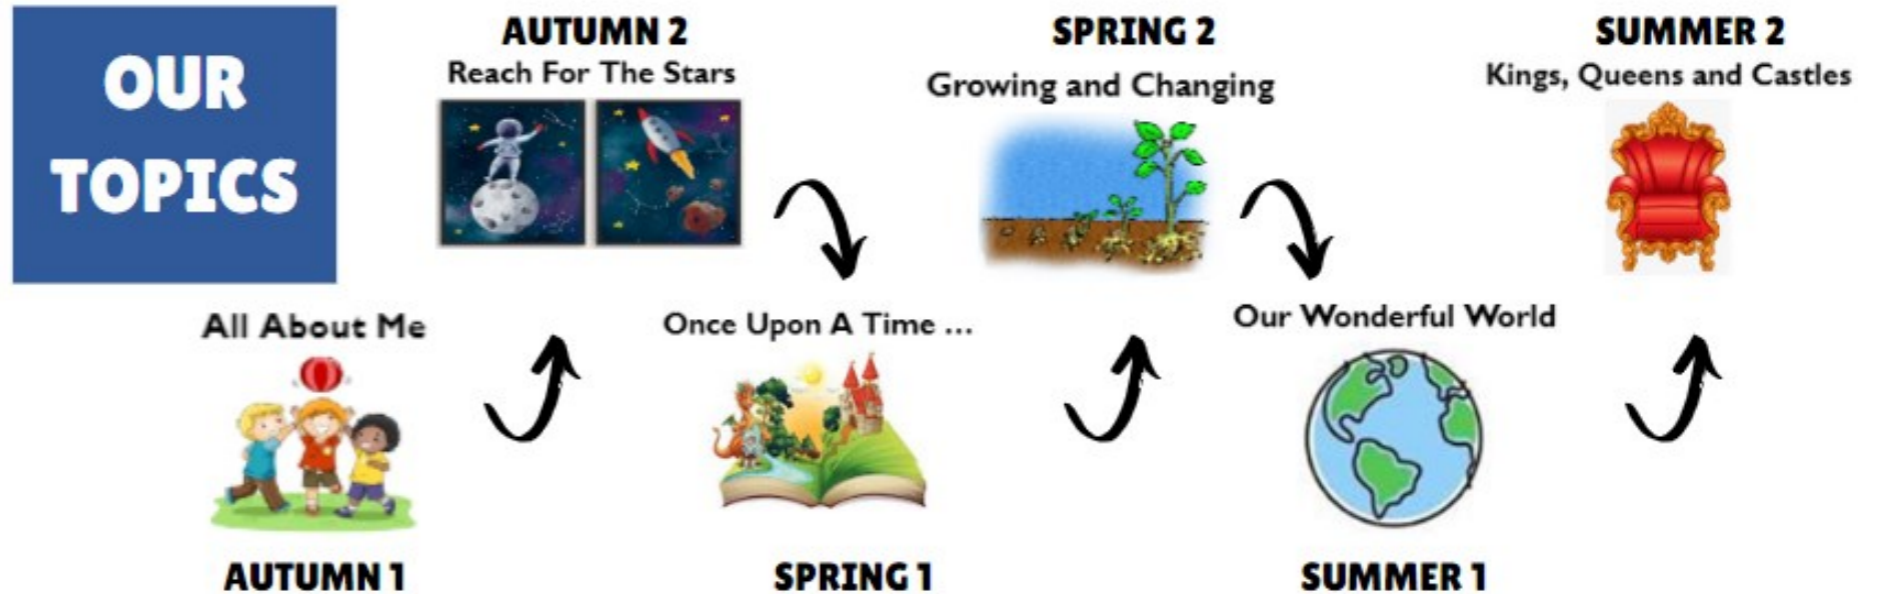 OUR
TOPICS
AUTUMN 2
Reach For The Stars
SPRING 2
Growing and Changing
SUMMER 2
Kings, Queens and Castles
All About Me
AUTUMN 1
Once Upon A Time ...
SPRING 1
Our Wonderful World
SUMMER 1